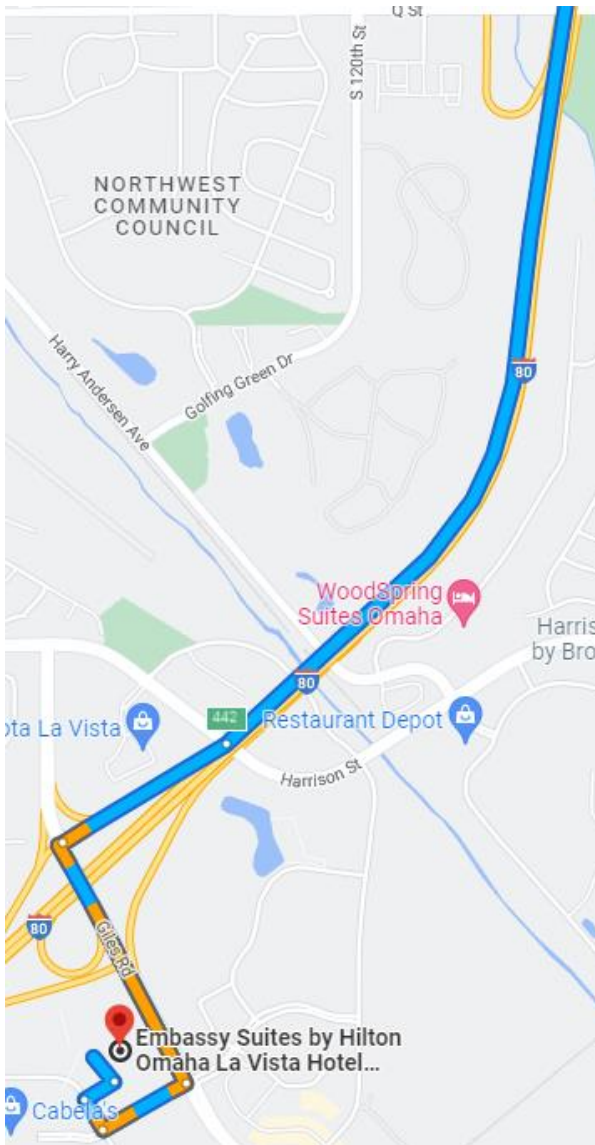 Q St
S 120th St
NORTHWEST
COMMUNITY
COUNCIL
Harry Andersen Ave
Golfing Green Dr
80
WoodSpring
Suites Omaha
Harris
by Bro
80
442
ota La Vista
Restaurant Depot
Harrison St
80
Giles Rd
Embassy Suites by Hilton
Omaha La Vista Hotel...
Cabela's